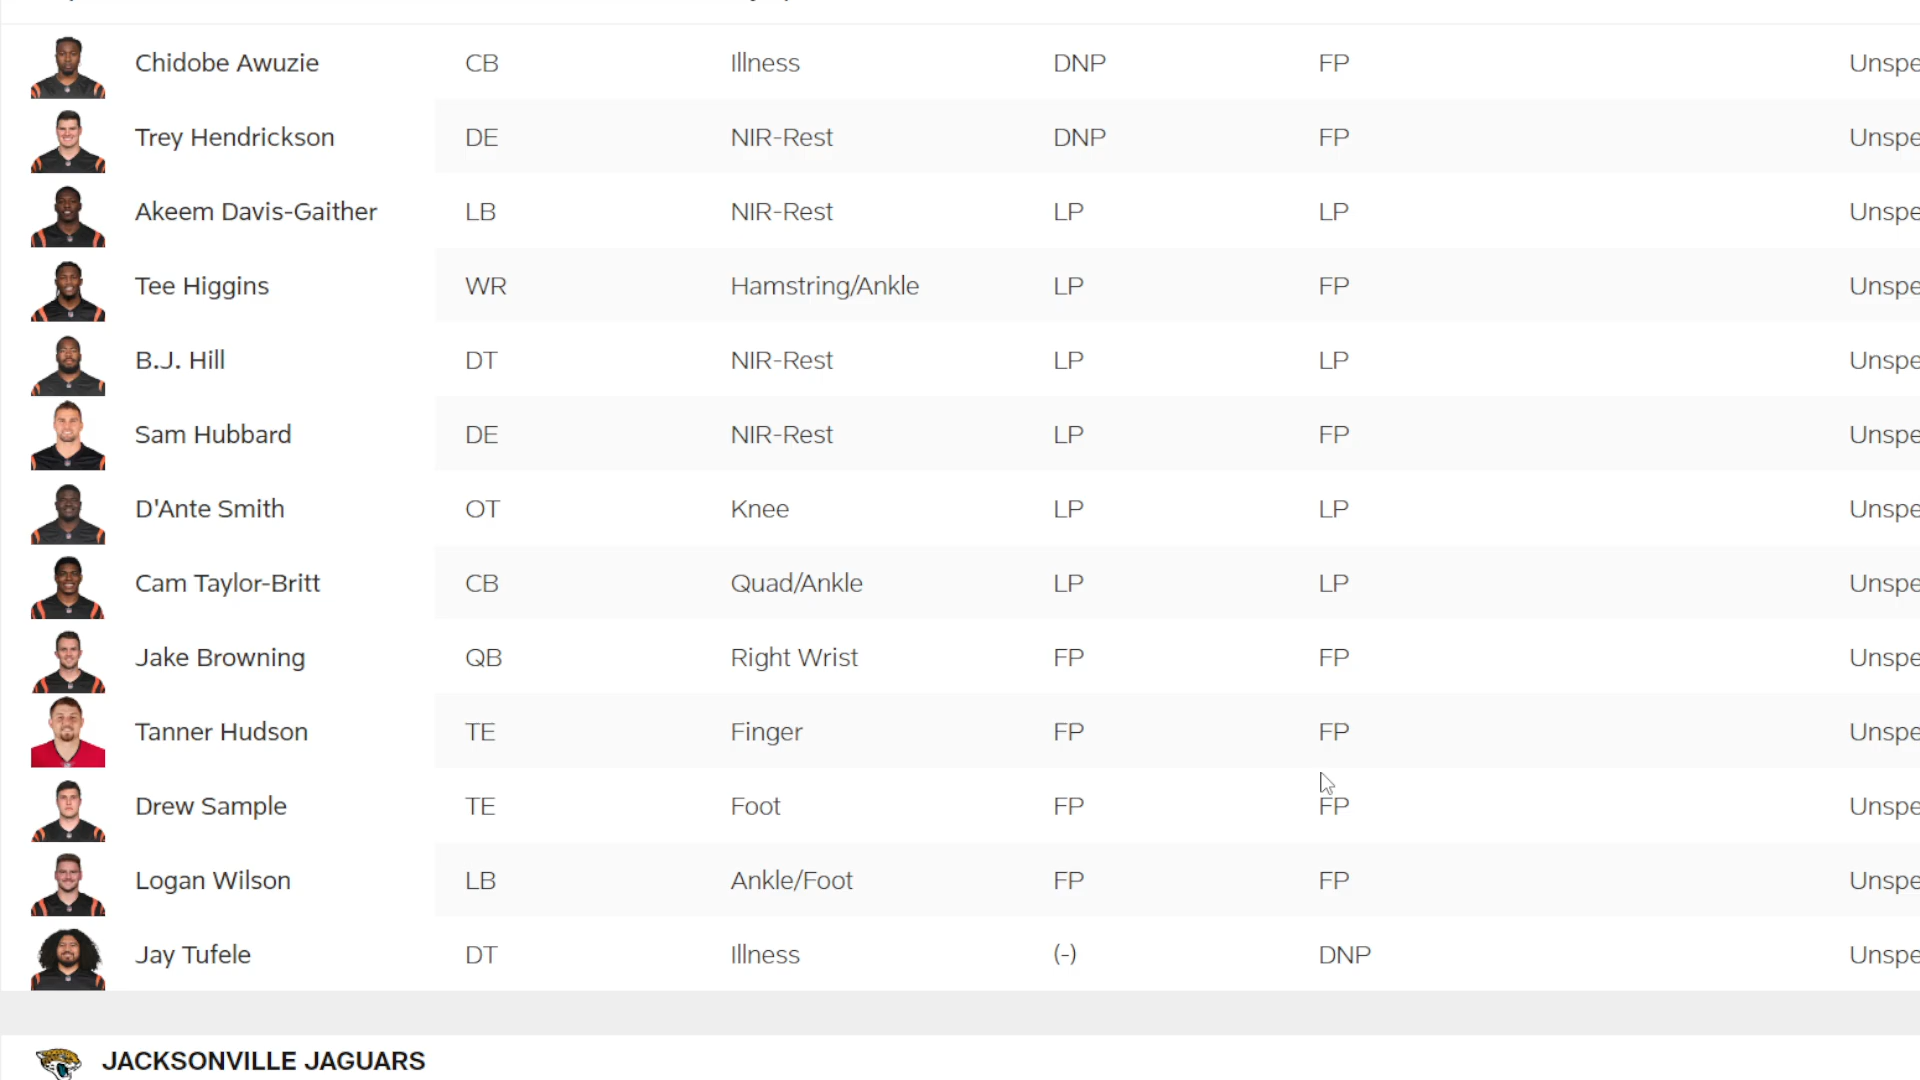 Chidobe Awuzie CB Illness DNP FP Unspe
Trey Hendrickson DE NIR-Rest DNP FP Unspe
Akeem Davis-Gaither LB NIR-Rest LP LP Unspe
Tee Higgins WR Hamstring/Ankle LP FP Unspe
B.J. Hill DT NIR-Rest LP LP Unspe
Sam Hubbard DE NIR-Rest LP FP Unspe
D'Ante Smith OT Knee LP LP Unspe
Cam Taylor-Britt CB Quad/Ankle LP LP Unspe
Jake Browning QB Right Wrist FP FP Unspe
Tanner Hudson TE Finger FP FP Unspe
Drew Sample TE Foot FP FP Unspe
Logan Wilson LB Ankle/Foot FP FP Unspe
Jay Tufele DT Illness (-) DNP Unspe
JACKSONVILLE JAGUARS